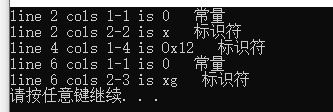 line 2 cols 1-1 is 0   常量
line 2 cols 2-2 is x   标识符
line 4 cols 1-4 is Ox12   标识符
line 6 cols 1-1 is 0   常量
line 6 cols 2-3 is xg   标识符
请按任意键继续. . .